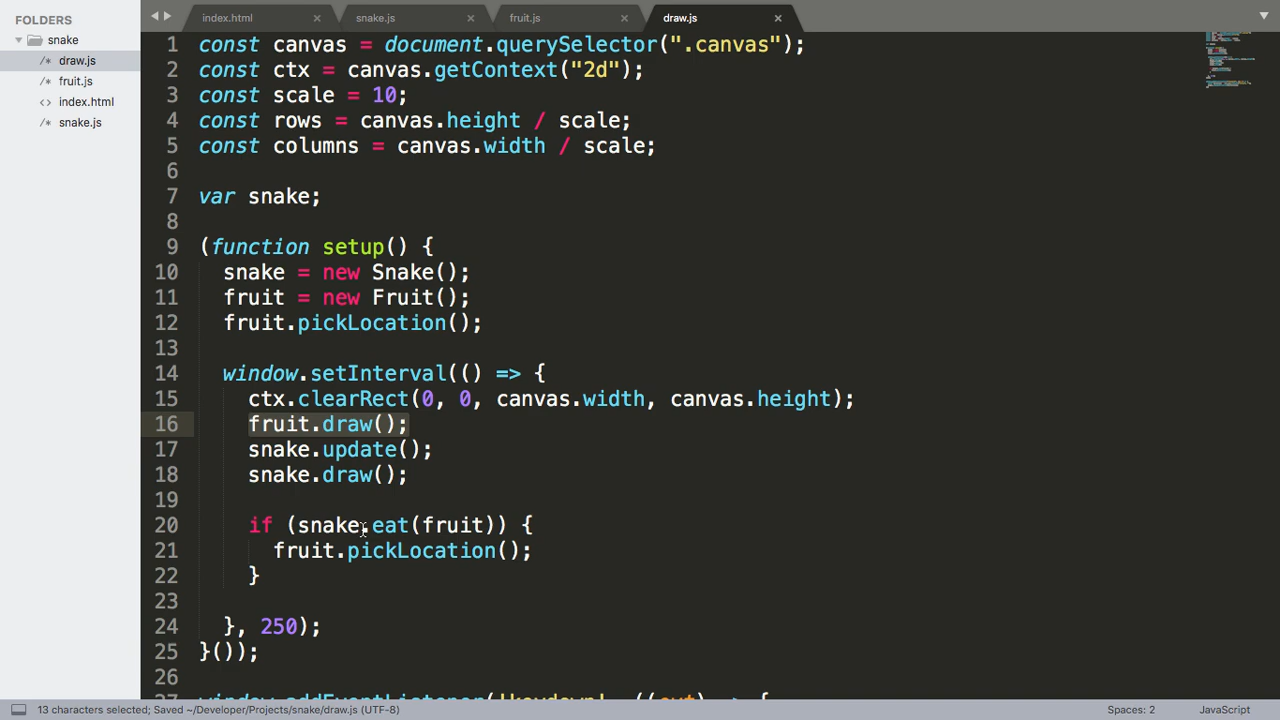 FOLDERS
snake
/* draw.js
/* fruit.js
<> index.html
/* snake.js
index.html × snake.js × fruit.js × draw.js ×
1 const canvas = document.querySelector(".canvas");
2 const ctx = canvas.getContext("2d");
3 const scale = 10;
4 const rows = canvas.height / scale;
5 const columns = canvas.width / scale;
6
7 var snake;
8
9 (function setup() {
10 snake = new Snake();
11 fruit = new Fruit();
12 fruit.pickLocation();
13
14 window.setInterval(() => {
15 ctx.clearRect(0, 0, canvas.width, canvas.height);
16 fruit.draw();
17 snake.update();
18 snake.draw();
19
20 if (snake.eat(fruit)) {
21 fruit.pickLocation();
22 }
23
24 }, 250);
25 }());
26
27 window.addEventListener('keydown', ((evt) => {
13 characters selected; Saved ~/Developer/Projects/snake/draw.js (UTF-8) Spaces: 2 JavaScript